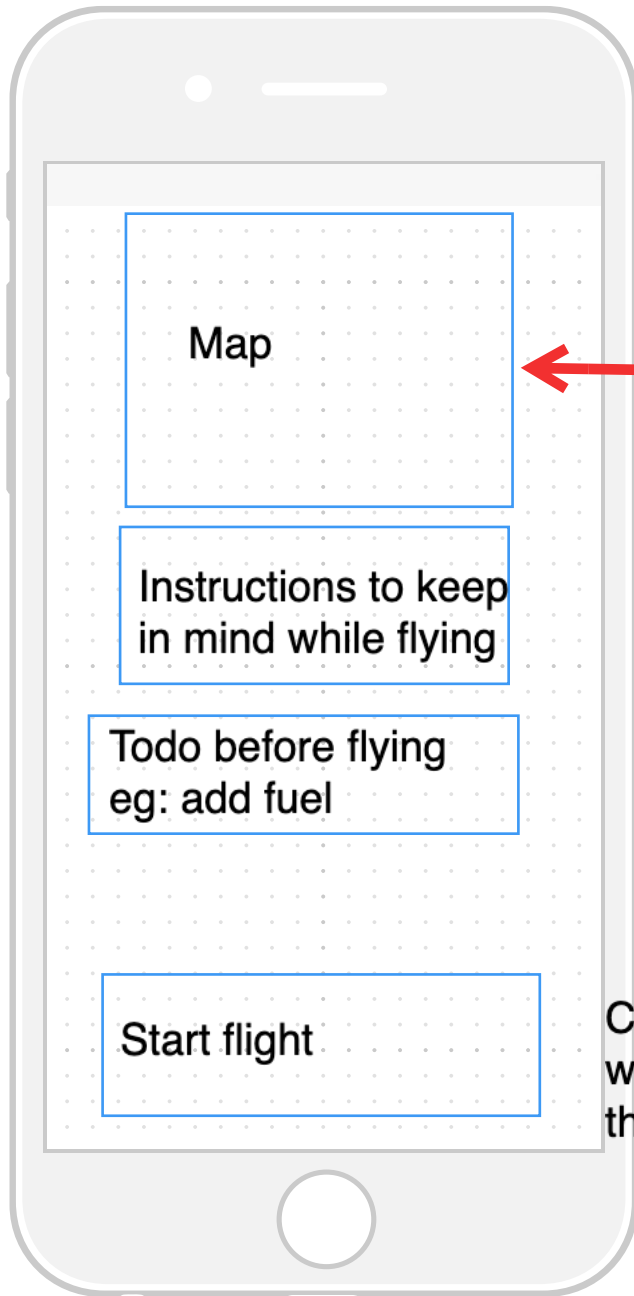 Map
Instructions to keep
in mind while flying
Todo before flying
eg: add fuel
Start flight